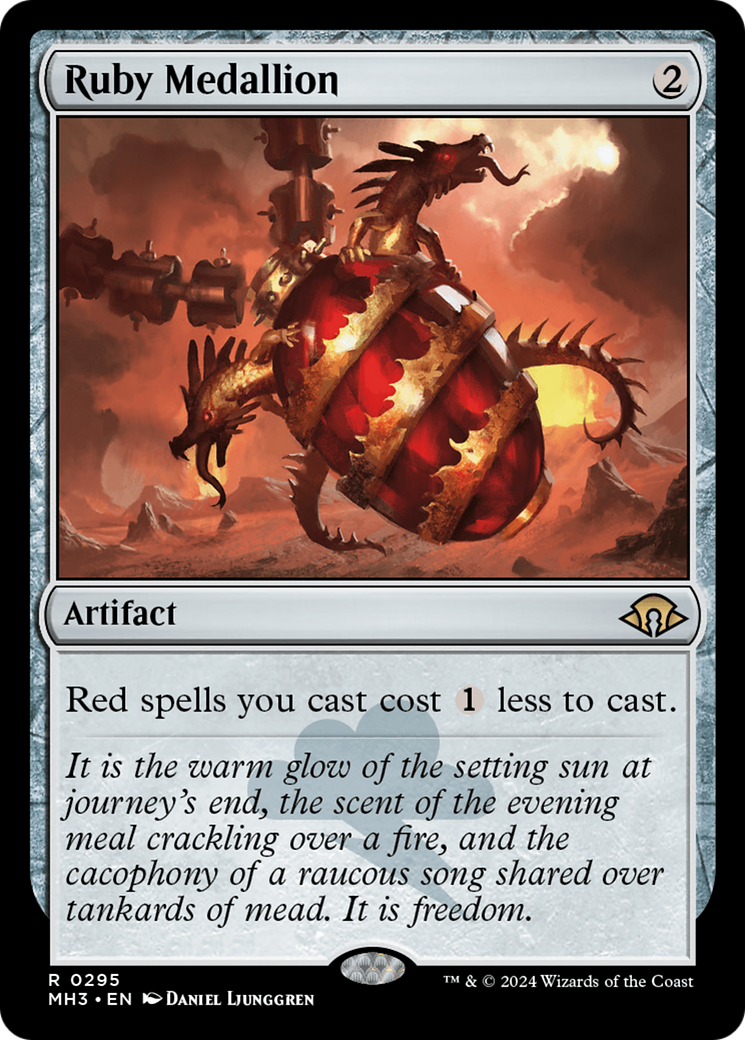 Ruby Medallion 2
Artifact
Red spells you cast cost 1 less to cast.
It is the warm glow of the setting sun at
journey's end, the scent of the evening
meal crackling over a fire, and the
cacophony of a raucous song shared over
tankards of mead. It is freedom.
R 0295
MH3 • EN Daniel Ljunggren
™ & © 2024 Wizards of the Coast